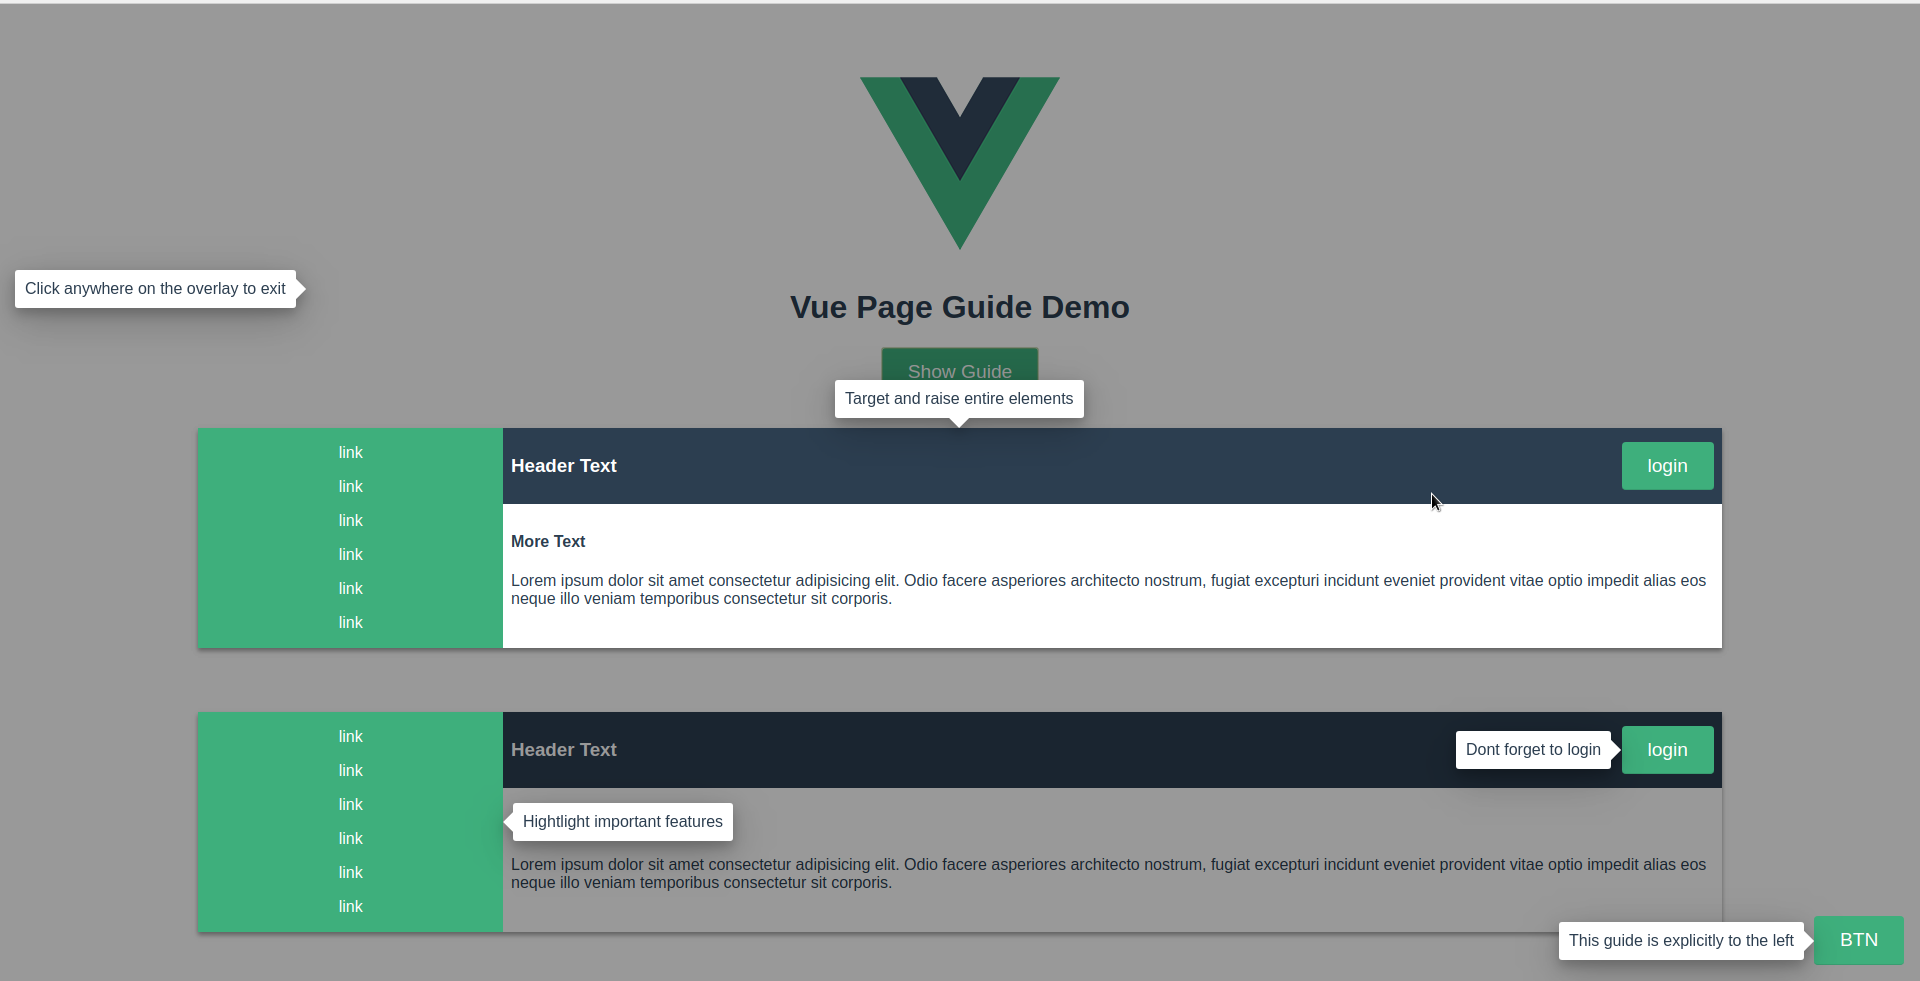 Click anywhere on the overlay to exit
Vue Page Guide Demo
Show Guide
Target and raise entire elements
link
link
link
link
link
link
Header Text
login
More Text
Lorem ipsum dolor sit amet consectetur adipisicing elit. Odio facere asperiores architecto nostrum, fugiat excepturi incidunt eveniet provident vitae optio impedit alias eos
neque illo veniam temporibus consectetur sit corporis.
link
link
link
link
link
link
Header Text
Dont forget to login
login
Hightlight important features
Lorem ipsum dolor sit amet consectetur adipisicing elit. Odio facere asperiores architecto nostrum, fugiat excepturi incidunt eveniet provident vitae optio impedit alias eos
neque illo veniam temporibus consectetur sit corporis.
This guide is explicitly to the left
BTN